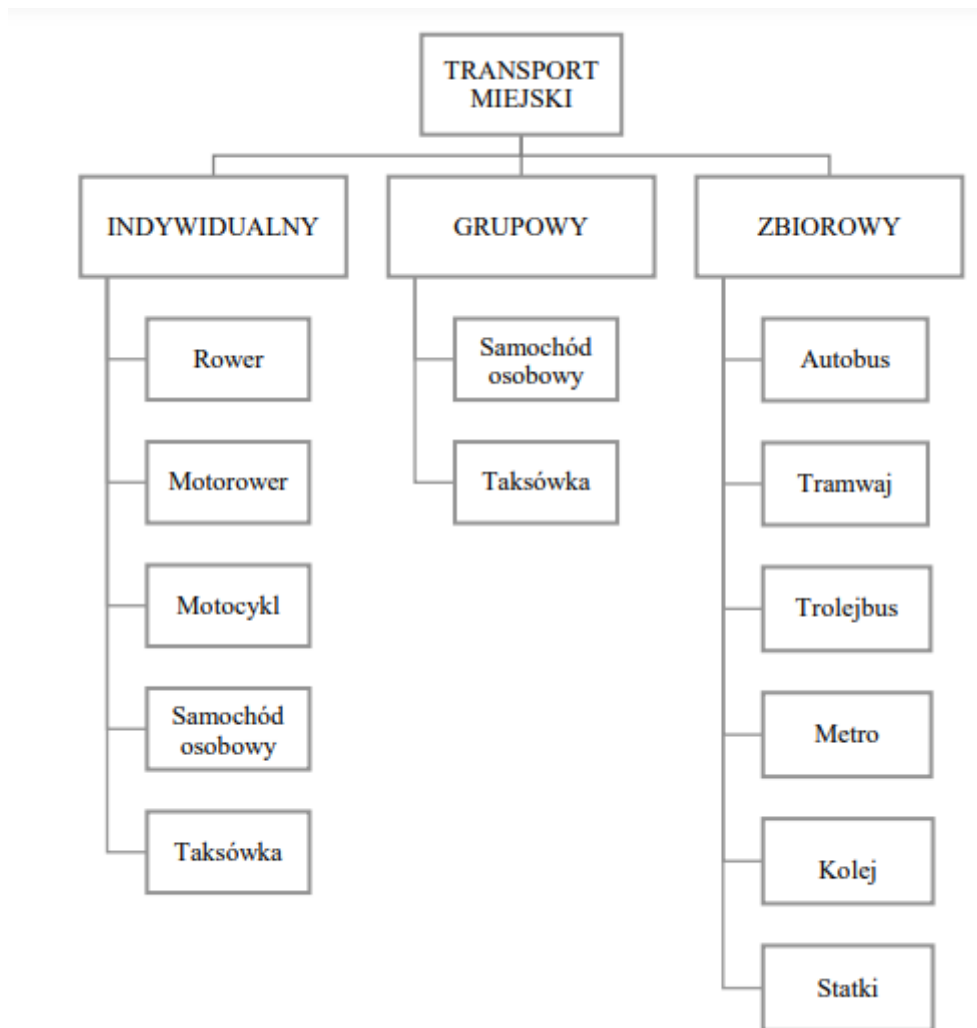 TRANSPORT
MIEJSKI
INDYWIDUALNY
GRUPOWY
ZBIOROWY
Rower
Motorower
Motocykl
Samochód
osobowy
Taksówka
Samochód
osobowy
Taksówka
Autobus
Tramwaj
Trolejbus
Metro
Kolej
Statki